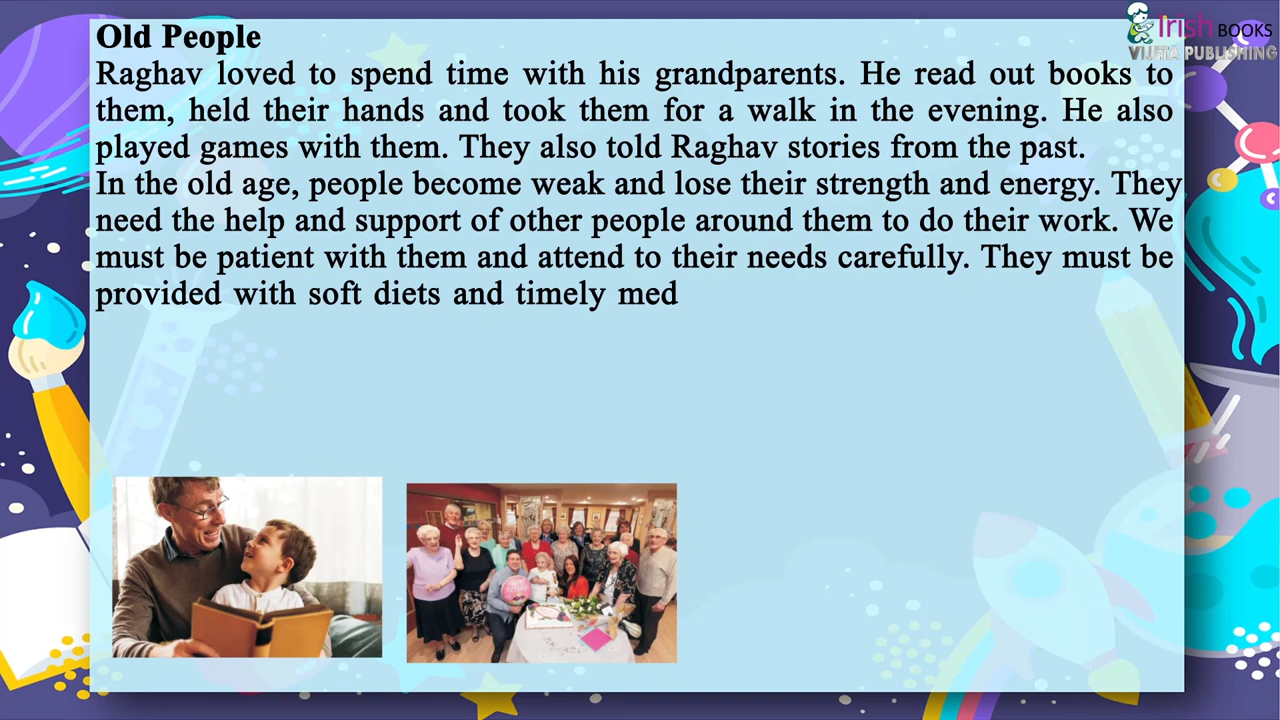 Irish BOOKS
VIJETA PUBLISHING
Old People
Raghav loved to spend time with his grandparents. He read out books to
them, held their hands and took them for a walk in the evening. He also
played games with them. They also told Raghav stories from the past.
In the old age, people become weak and lose their strength and energy. They
need the help and support of other people around them to do their work. We
must be patient with them and attend to their needs carefully. They must be
provided with soft diets and timely med